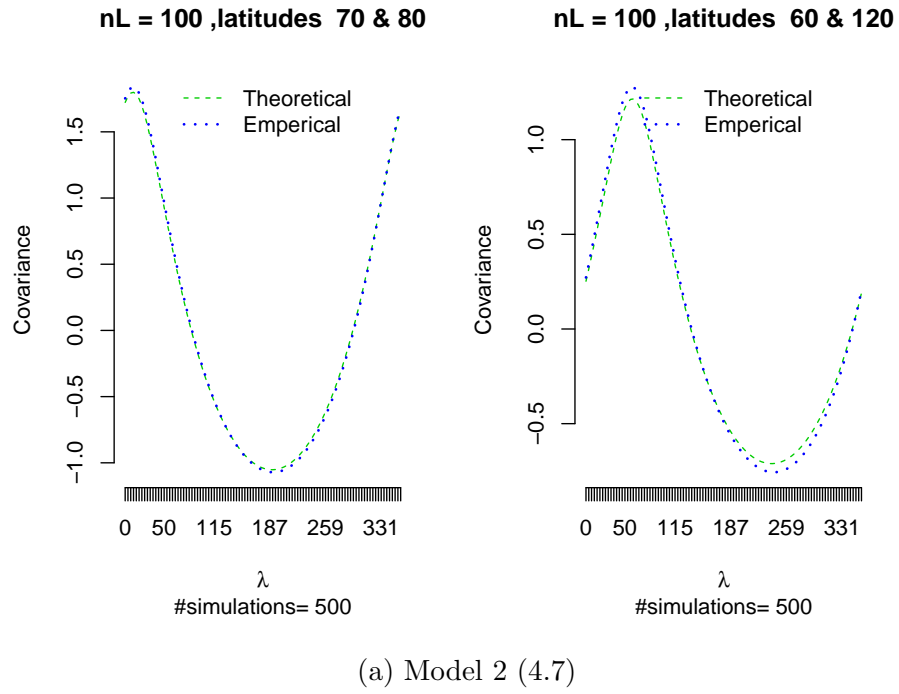 nL = 100 ,latitudes  70 & 80
Theoretical
Emperical
Covariance
1.5
1.0
0.5
0.0
−0.5
−1.0
0 50 115 187 259 331
λ
#simulations= 500
nL = 100 ,latitudes  60 & 120
Theoretical
Emperical
Covariance
1.0
0.5
0.0
−0.5
0 50 115 187 259 331
λ
#simulations= 500
(a) Model 2 (4.7)